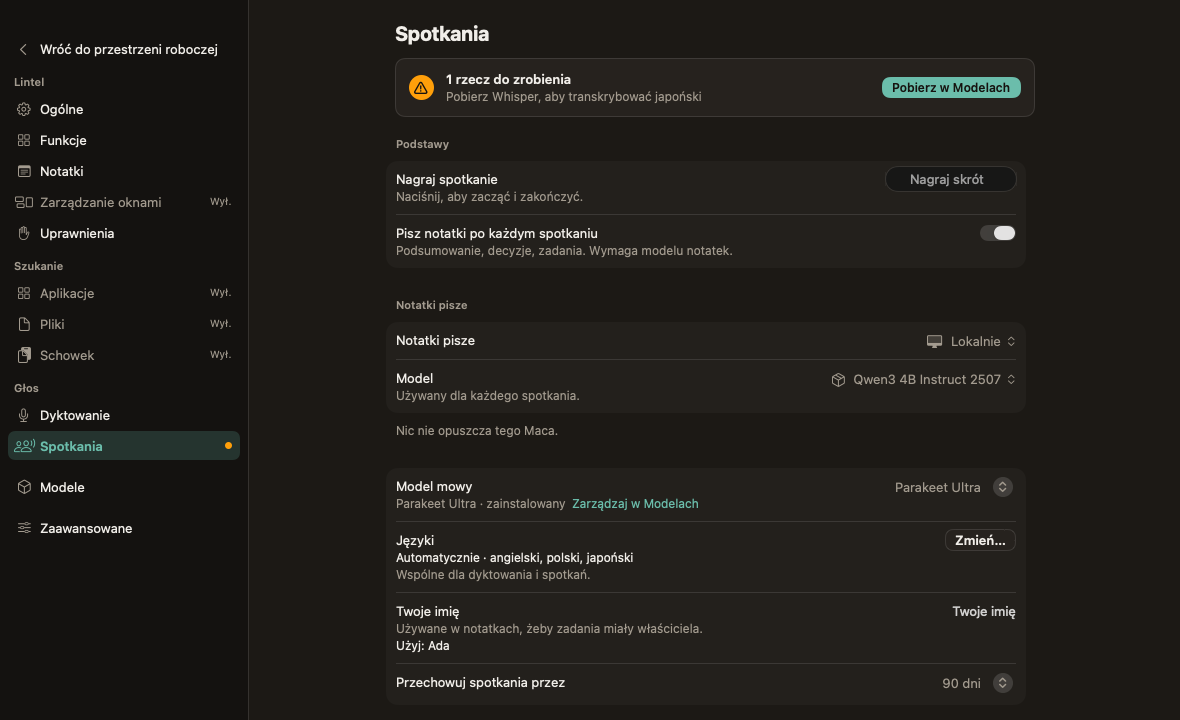 Wróć do przestrzeni roboczej
Lintel
Ogólne
Funkcje
Notatki
Zarządzanie oknami Wył.
Uprawnienia
Szukanie
Aplikacje Wył.
Pliki Wył.
Schowek Wył.
Głos
Dyktowanie
Spotkania
Modele
Zaawansowane
Spotkania
1 rzecz do zrobienia
Pobierz Whisper, aby transkrybować japoński
Pobierz w Modelach
Podstawy
Nagraj spotkanie
Naciśnij, aby zacząć i zakończyć.
Nagraj skrót
Pisz notatki po każdym spotkaniu
Podsumowanie, decyzje, zadania. Wymaga modelu notatek.
Notatki pisze
Notatki pisze
Lokalnie
Model
Używany dla każdego spotkania.
Qwen3 4B Instruct 2507
Nic nie opuszcza tego Maca.
Model mowy
Parakeet Ultra · zainstalowany Zarządzaj w Modelach
Parakeet Ultra
Języki
Automatycznie · angielski, polski, japoński
Wspólne dla dyktowania i spotkań.
Zmień...
Twoje imię
Używane w notatkach, żeby zadania miały właściciela.
Użyj: Ada
Twoje imię
Przechowuj spotkania przez
90 dni